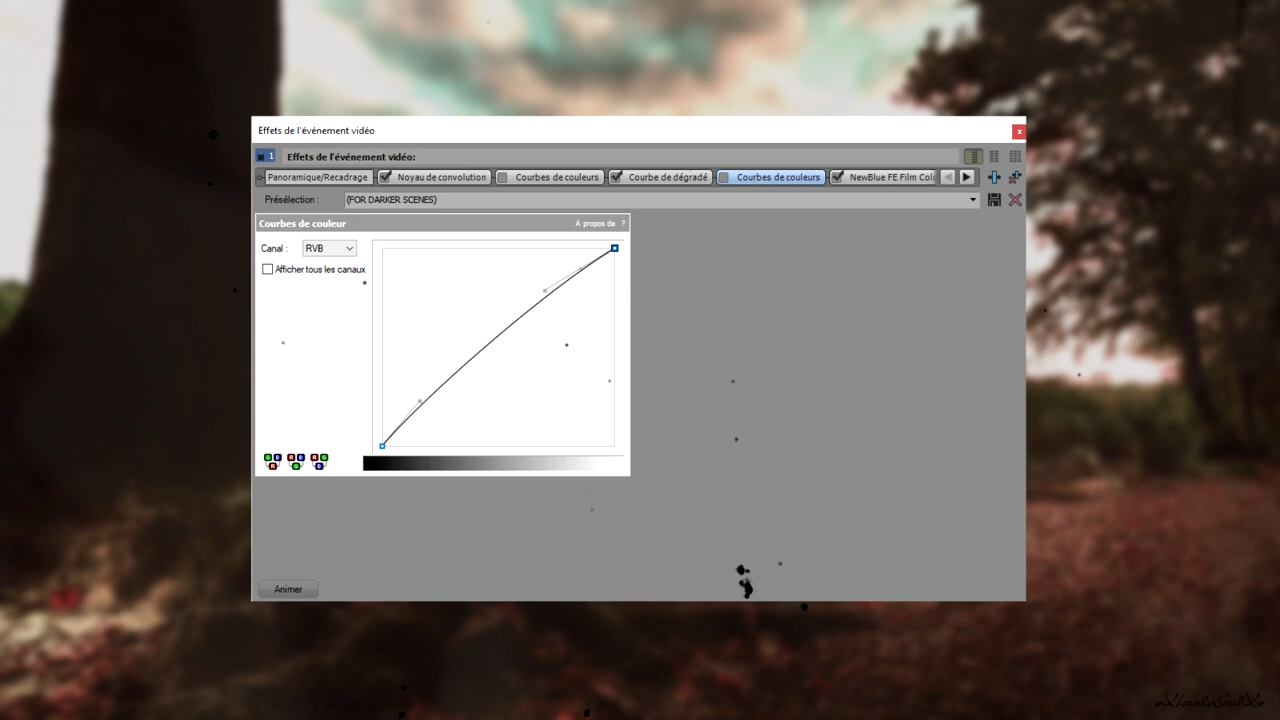 Effets de l'événement vidéo
x
1 Effets de l'événement vidéo:
Panoramique/Recadrage Noyau de convolution Courbes de couleurs Courbe de dégradé Courbes de couleurs NewBlue FE Film Colo
Présélection : (FOR DARKER SCENES)
Courbes de couleur À propos de ?
Canal : RVB
Afficher tous les canaux
G B R B R G
R G B
Animer